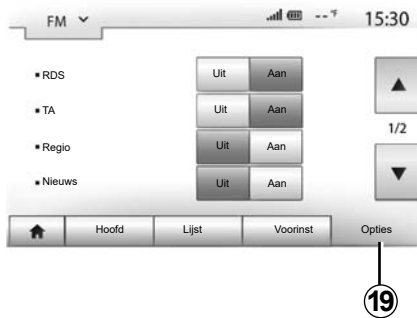 FM -- °F 15:30
RDS Uit Aan
TA Uit Aan
1/2
Regio Uit Aan
Nieuws Uit Aan
Hoofd Lijst Voorinst Opties
19